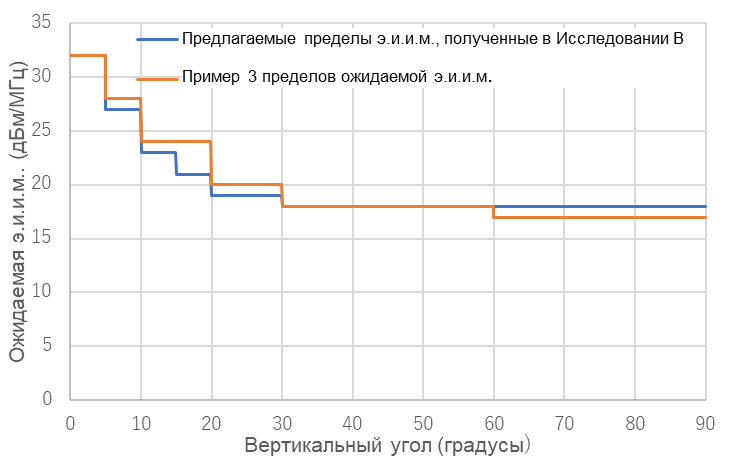 35
30
25
20
15
10
5
0
Ожидаемая э.и.и.м.. (дБм/МГц)
Предлагаемые пределы э.и.и.м., полученные в Исследовании В
Пример 3 пределов ожидаемой э.и.и.м.
0 10 20 30 40 50 60 70 80 90
Вертикальный угол (градусы)